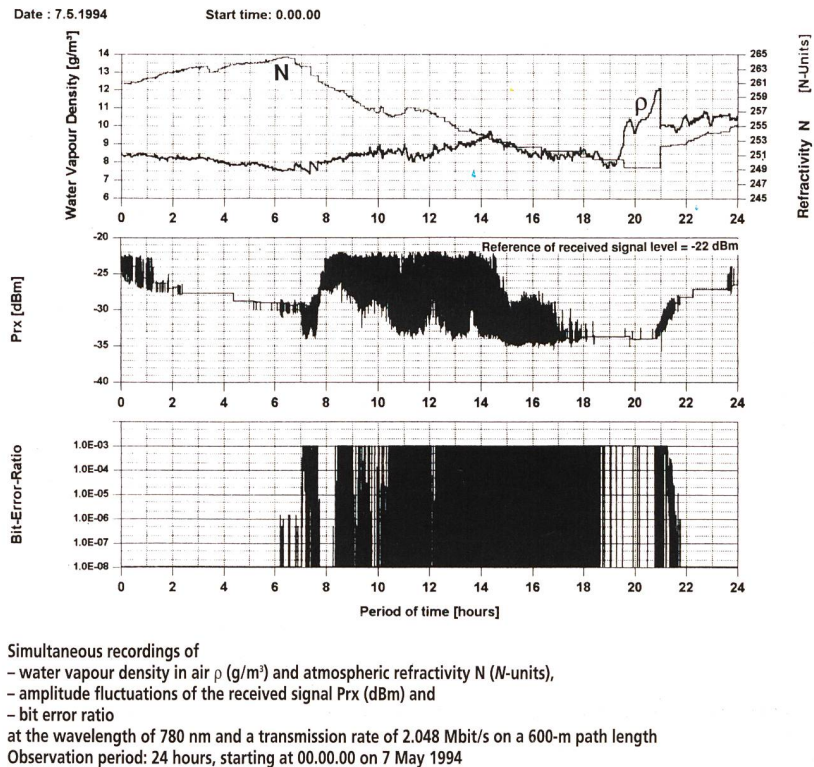 Date : 7.5.1994 Start time: 0.00.00
Water Vapour Density [g/m³]
14
13
12
11
10
9
8
7
6
N
ρ
265
263
261
259
257
255
253
251
249
247
245
Refractivity N [N-Units]
0 2 4 6 8 10 12 14 16 18 20 22 24
Prx [dBm]
-20
-25
-30
-35
-40
Reference of received signal level = -22 dBm
0 2 4 6 8 10 12 14 16 18 20 22 24
Bit-Error-Ratio
1.0E-03
1.0E-04
1.0E-05
1.0E-06
1.0E-07
1.0E-08
0 2 4 6 8 10 12 14 16 18 20 22 24
Period of time [hours]
Simultaneous recordings of
– water vapour density in air ρ (g/m³) and atmospheric refractivity N (N-units),
– amplitude fluctuations of the received signal Prx (dBm) and
– bit error ratio
at the wavelength of 780 nm and a transmission rate of 2.048 Mbit/s on a 600-m path length
Observation period: 24 hours, starting at 00.00.00 on 7 May 1994